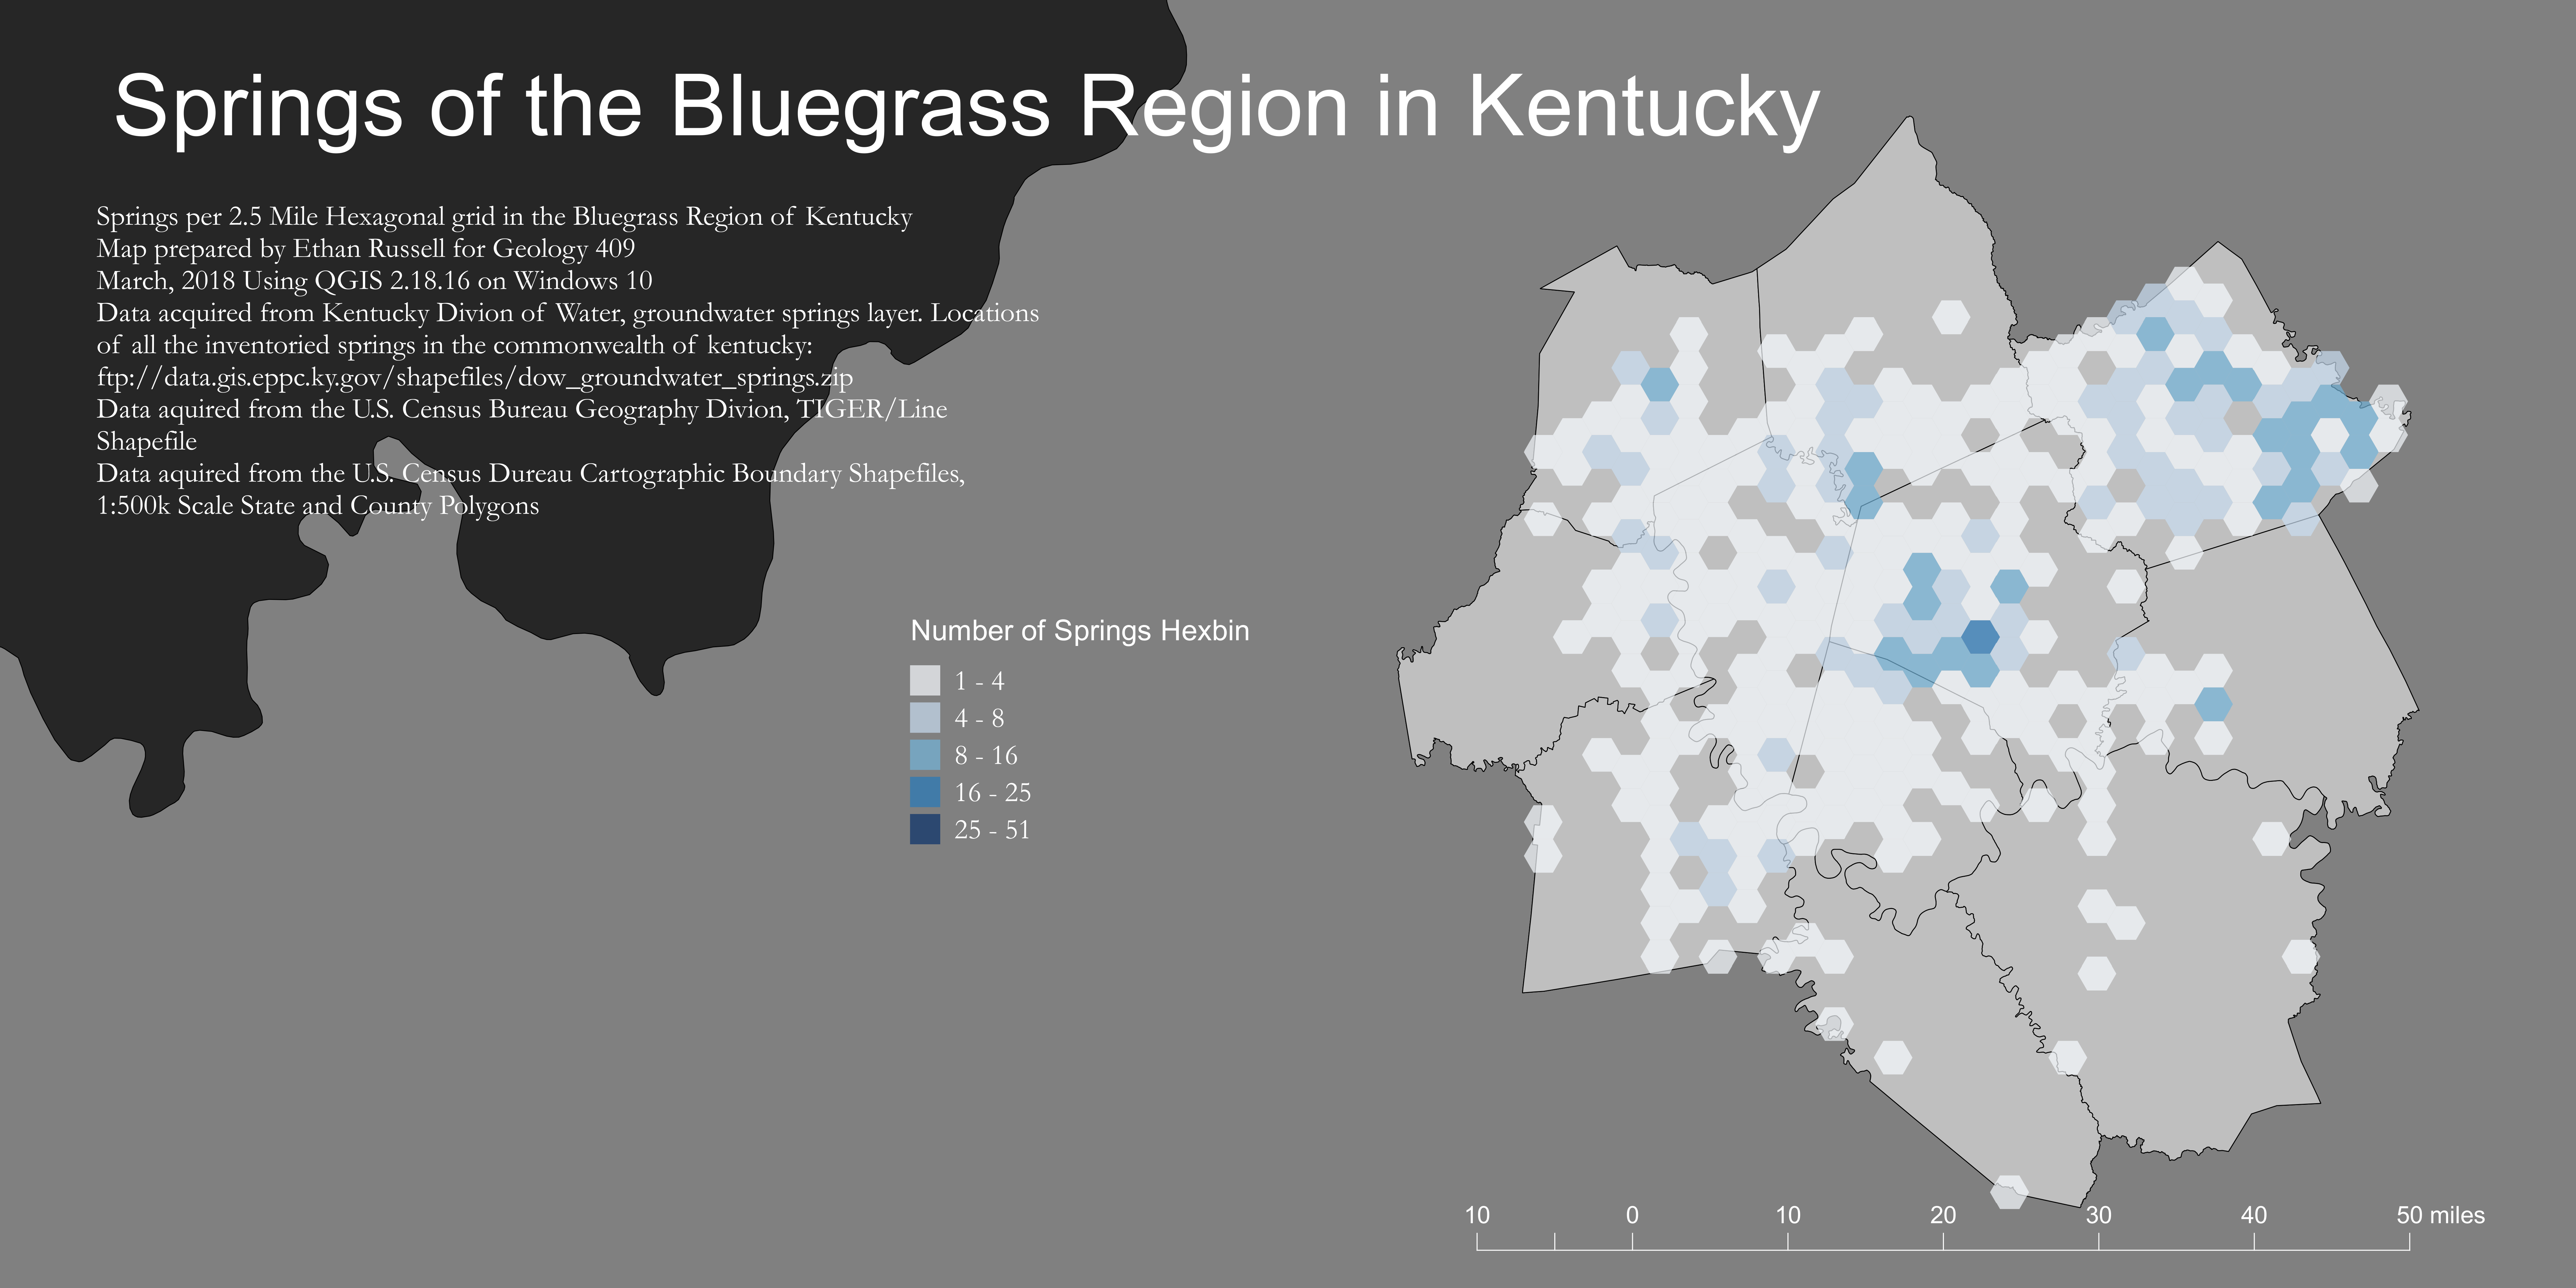 Springs of the Bluegrass Region in Kentucky
Springs per 2.5 Mile Hexagonal grid in the Bluegrass Region of Kentucky
Map prepared by Ethan Russell for Geology 409
March, 2018 Using QGIS 2.18.16 on Windows 10
Data acquired from Kentucky Divion of Water, groundwater springs layer. Locations
of all the inventoried springs in the commonwealth of kentucky:
ftp://data.gis.eppc.ky.gov/shapefiles/dow_groundwater_springs.zip
Data aquired from the U.S. Census Bureau Geography Divion, TIGER/Line
Shapefile
Data aquired from the U.S. Census Dureau Cartographic Boundary Shapefiles,
1:500k Scale State and County Polygons
Number of Springs Hexbin
1 - 4
4 - 8
8 - 16
16 - 25
25 - 51
10 0 10 20 30 40 50 miles